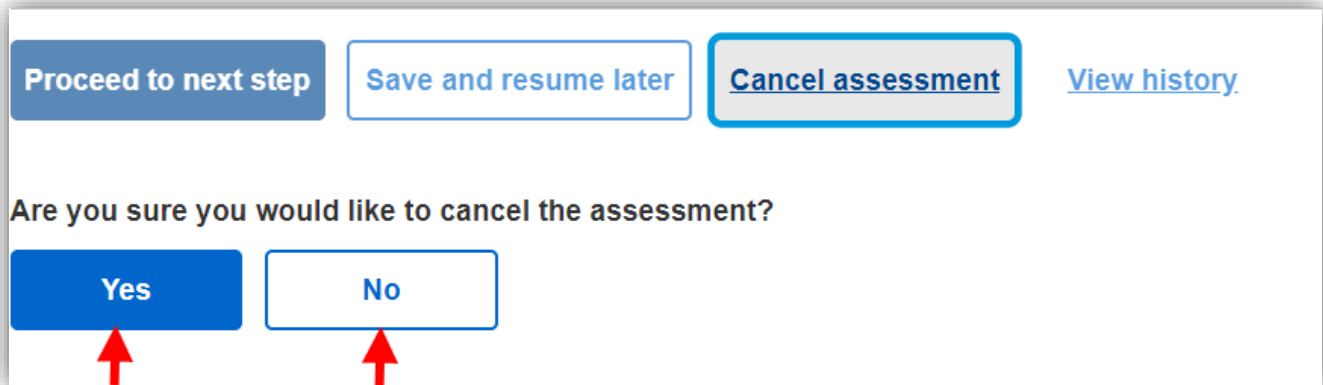 Proceed to next step Save and resume later Cancel assessment View history
Are you sure you would like to cancel the assessment?
Yes No